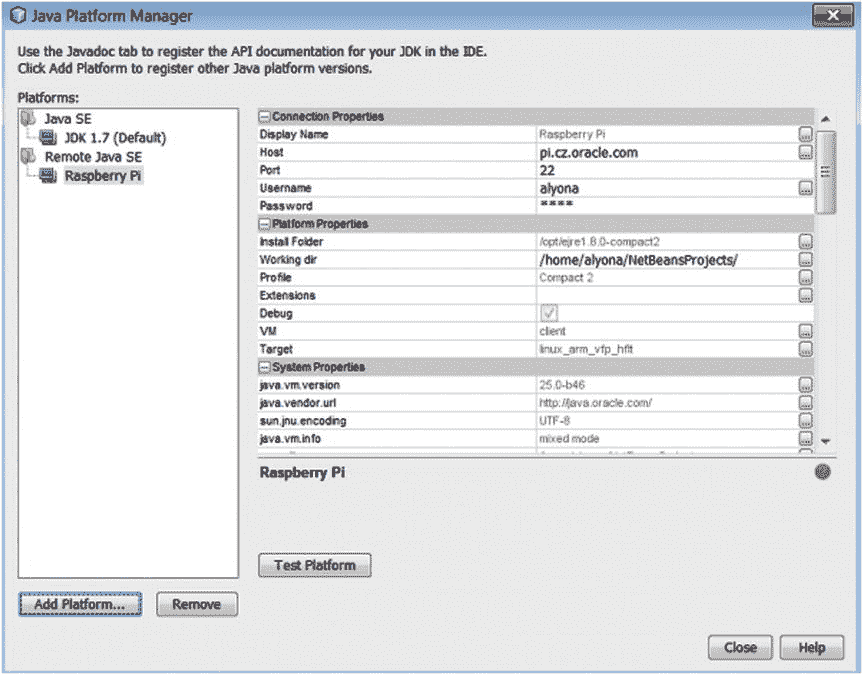 Java Platform Manager
Use the Javadoc tab to register the API documentation for your JDK in the IDE.
Click Add Platform to register other Java platform versions.
Platforms:
Java SE
JDK 1.7 (Default)
Remote Java SE
Raspberry Pi
Connection Properties
Display Name Raspberry Pi ...
Host pi.cz.oracle.com ...
Port 22
Username alyona ...
Password ****
Platform Properties
Install Folder /opt/ejre1.8.0-compact2 ...
Working dir /home/alyona/NetBeansProjects/ ...
Profile Compact 2 ...
Extensions ...
Debug
VM client ...
Target linux_arm_vfp_hflt ...
System Properties
java.vm.version 25.0-b46 ...
java.vendor.url http://java.oracle.com/ ...
sun.jnu.encoding UTF-8 ...
java.vm.info mixed mode ...
Raspberry Pi
Test Platform
Add Platform... Remove
Close Help